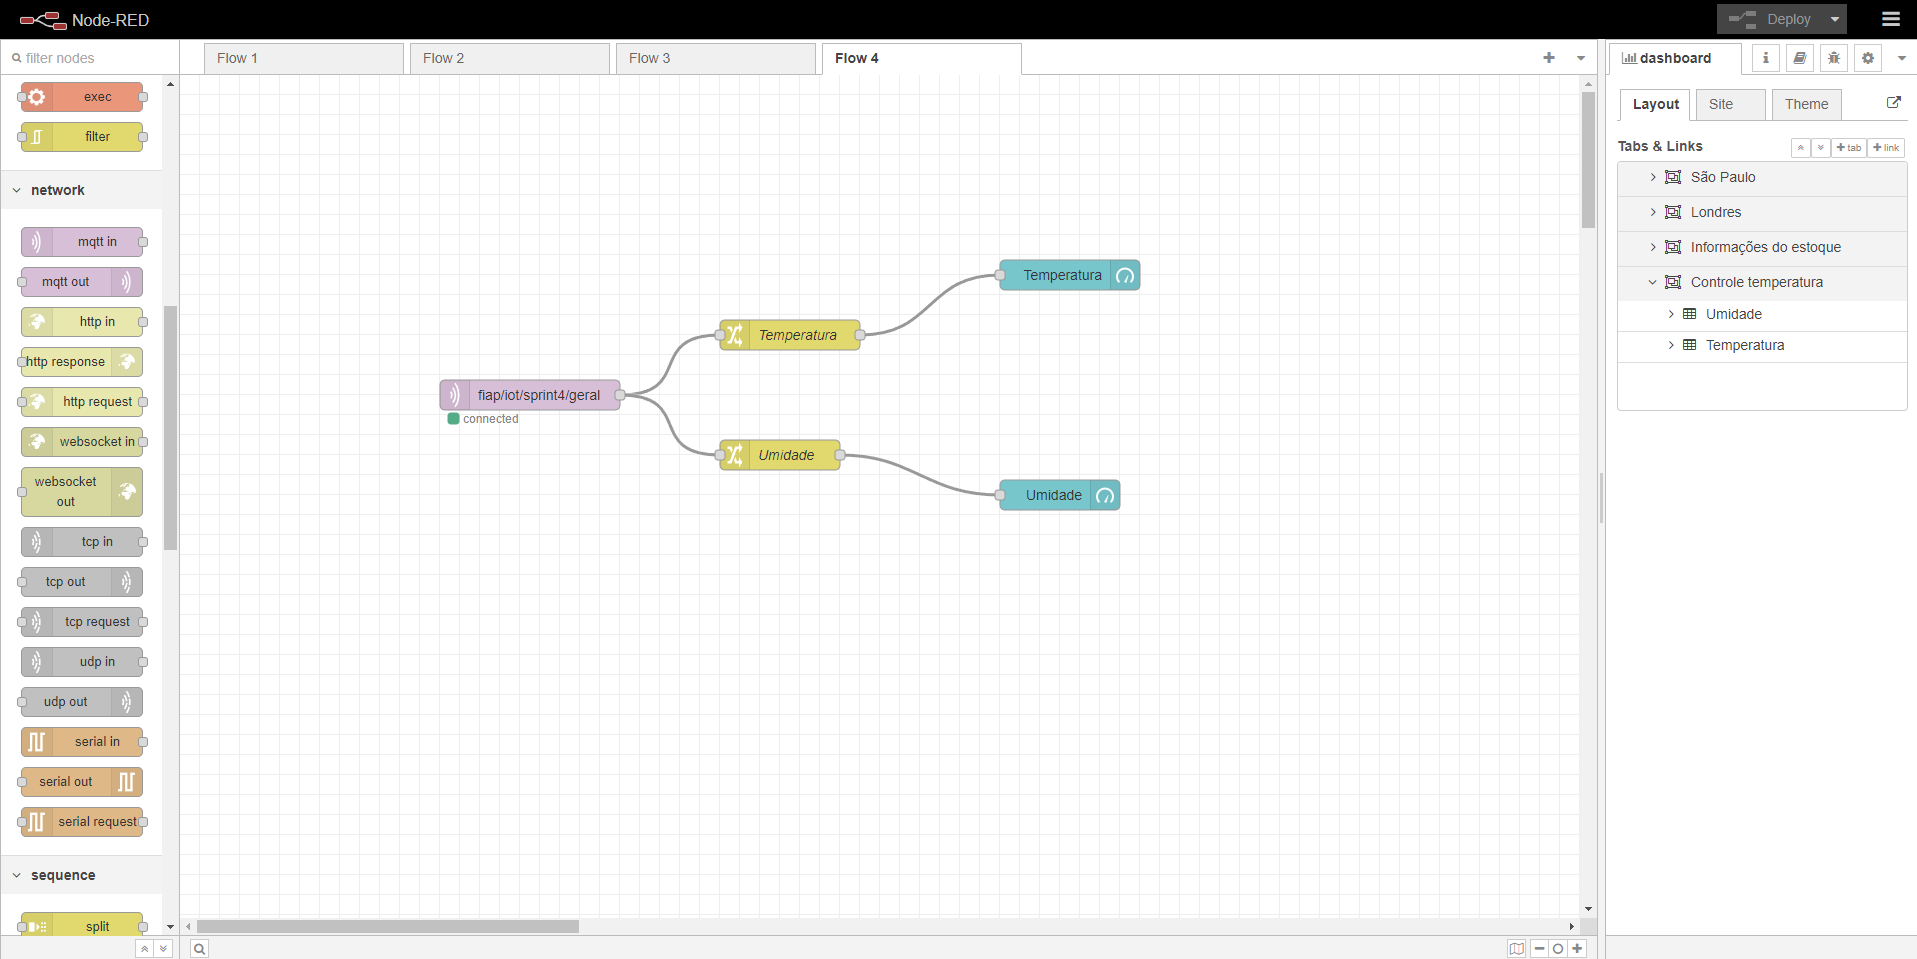 Node-RED
Deploy
filter nodes
Flow 1
Flow 2
Flow 3
Flow 4
exec
filter
network
mqtt in
mqtt out
http in
http response
http request
websocket in
websocket
out
tcp in
tcp out
tcp request
udp in
udp out
serial in
serial out
serial request
sequence
split
fiap/iot/sprint4/geral
connected
Temperatura
Umidade
Temperatura
Umidade
dashboard
Layout
Site
Theme
Tabs & Links
tab
link
São Paulo
Londres
Informações do estoque
Controle temperatura
Umidade
Temperatura